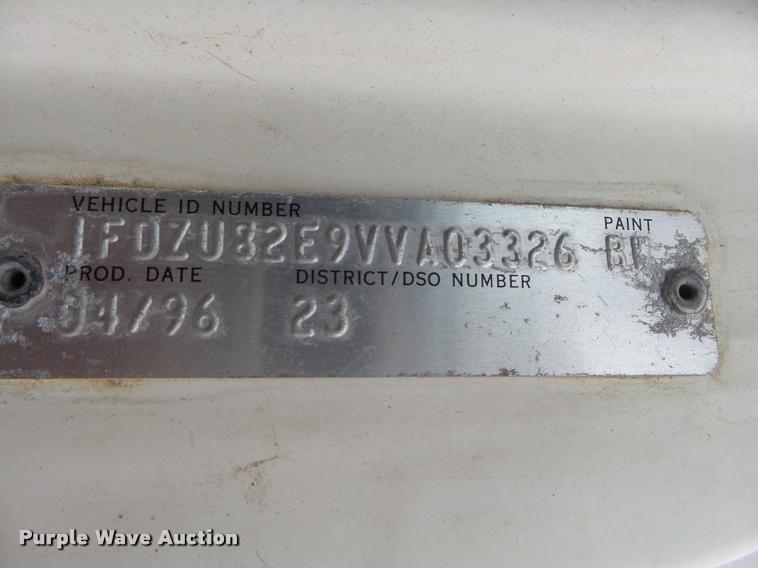 VEHICLE ID NUMBER
1FDZU82E9VVA03326
PAINT
PROD. DATE
DISTRICT/DSO NUMBER
04/96 23
Purple Wave Auction